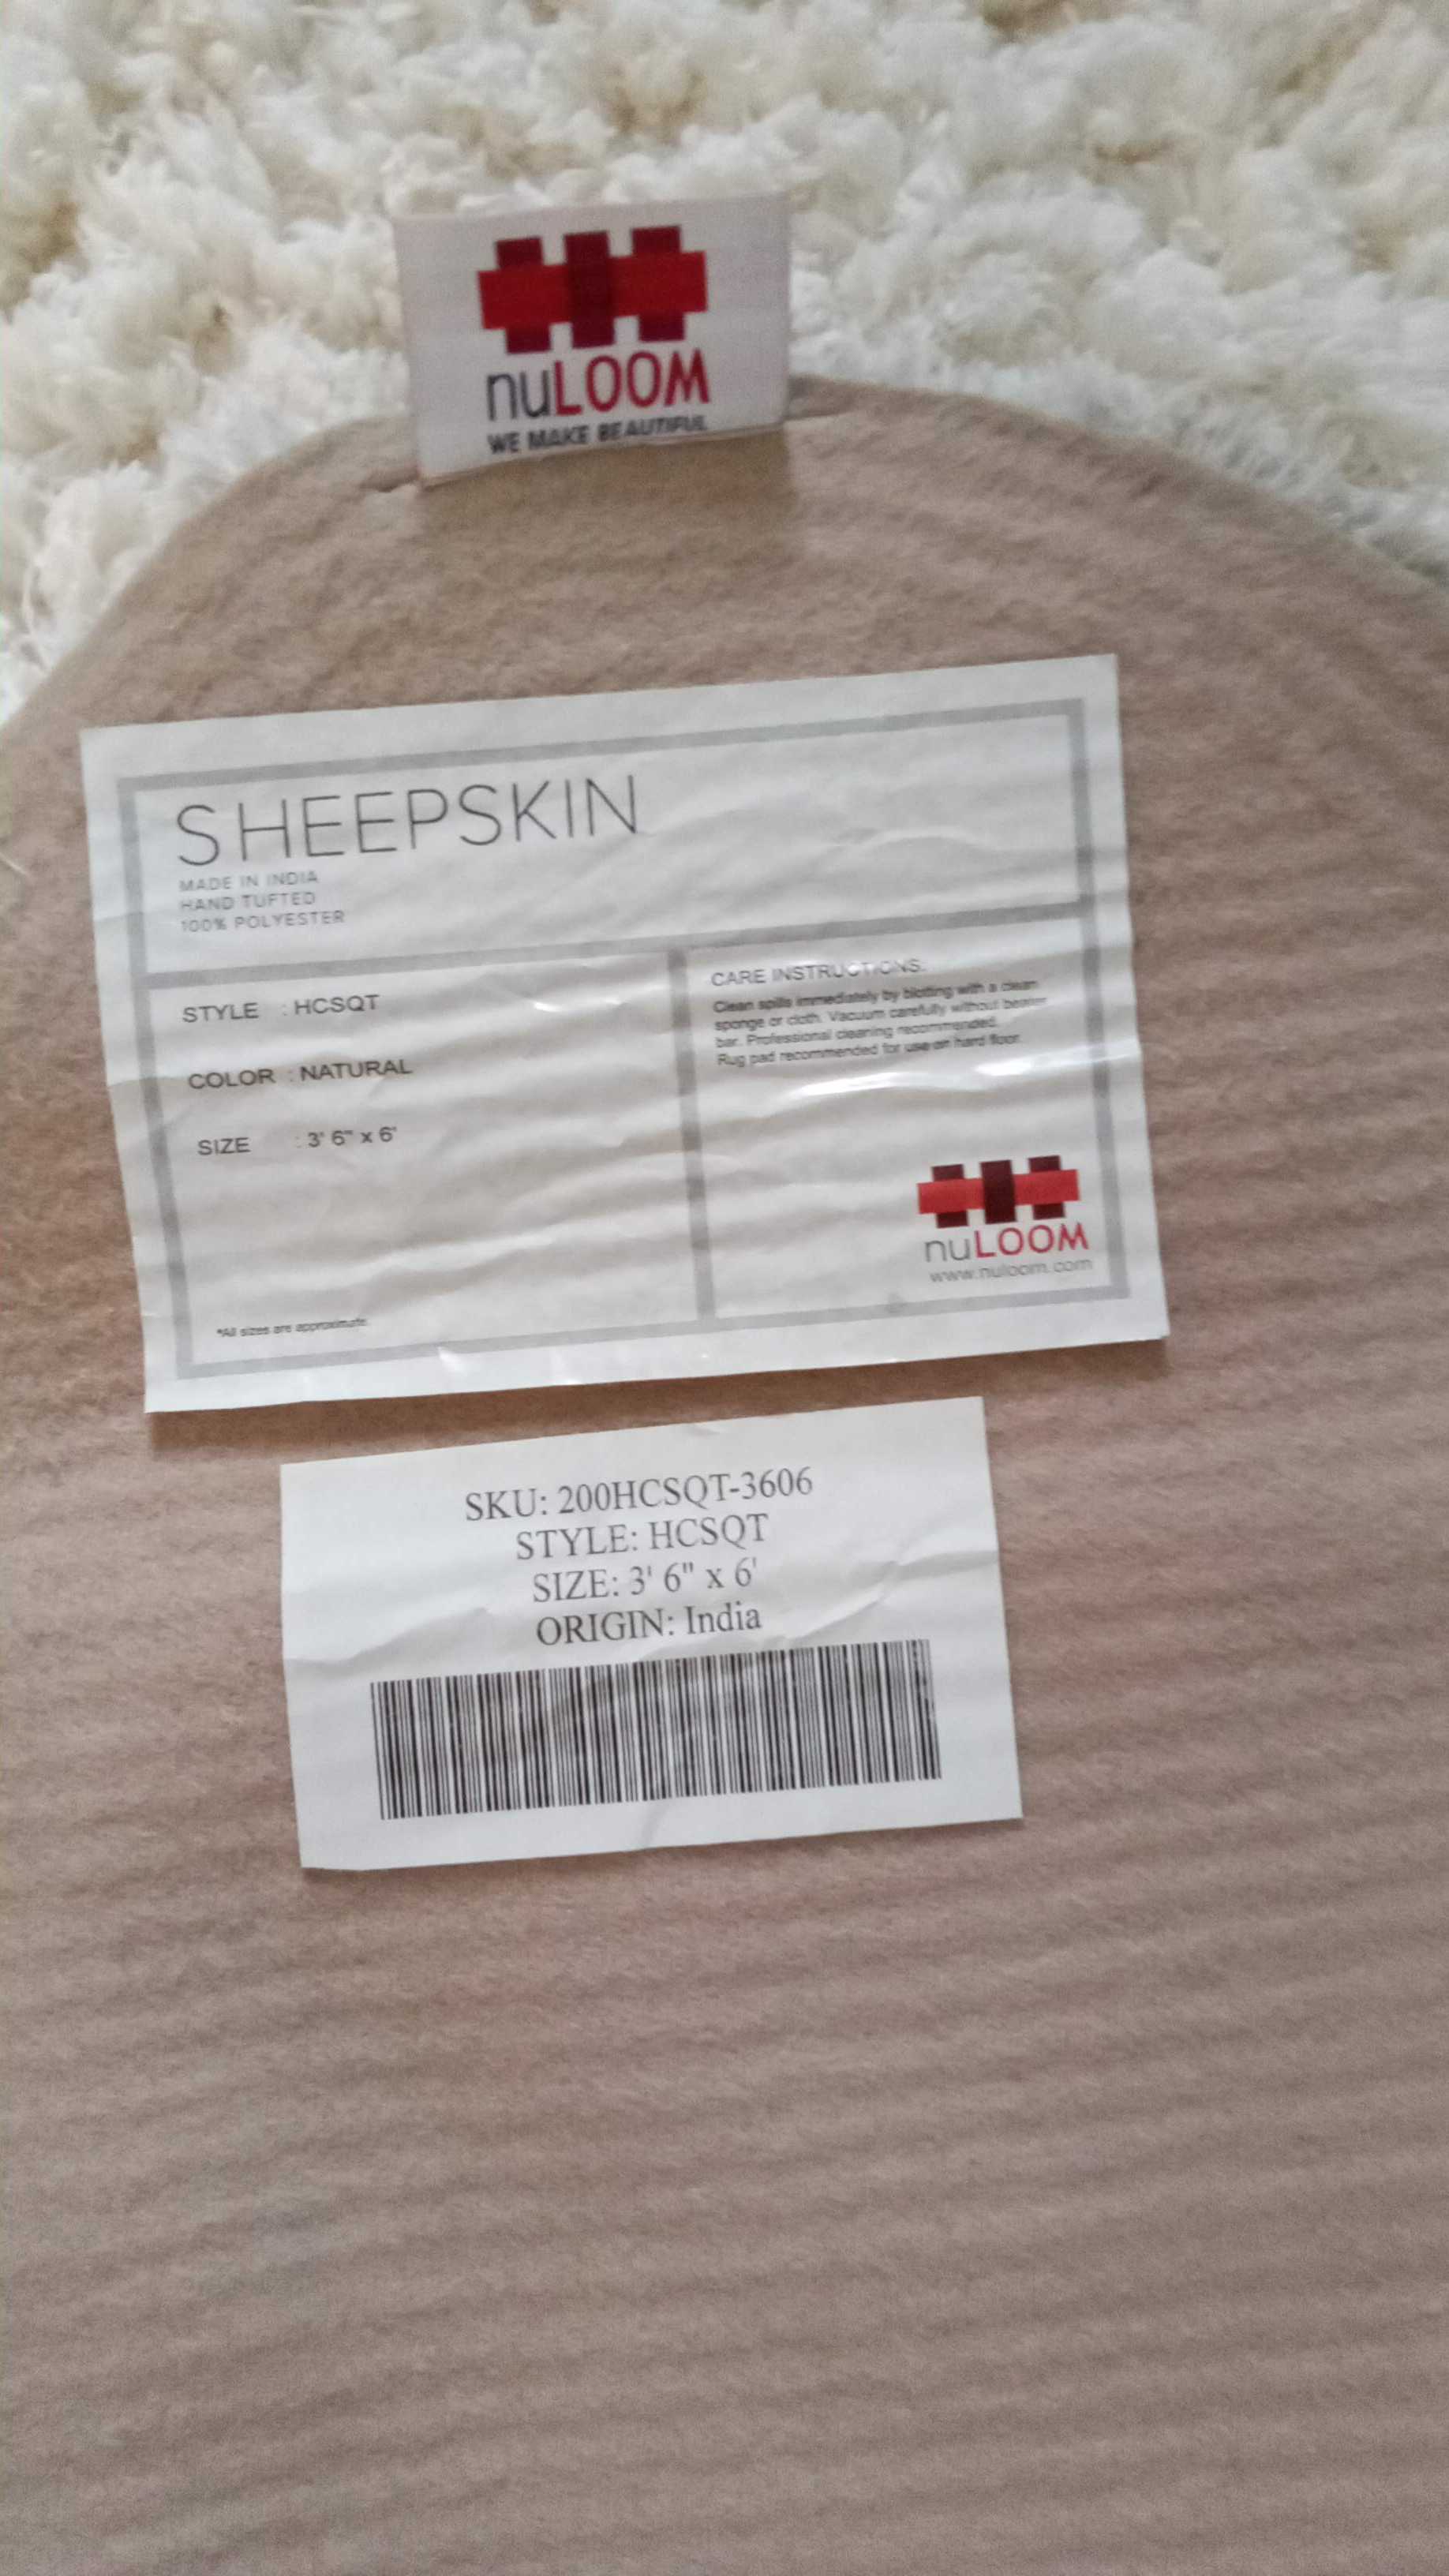 nuLOOM
WE MAKE BEAUTIFUL
SHEEPSKIN
MADE IN INDIA
HAND TUFTED
100% POLYESTER
STYLE : HCSQT
COLOR : NATURAL
SIZE : 3' 6" x 6'
*All sizes are approximate.
CARE INSTRUCTIONS:
Clean spills immediately by blotting with a clean
sponge or cloth. Vacuum carefully without beater
bar. Professional cleaning recommended.
Rug pad recommended for use on hard floor.
nuLOOM
www.nuloom.com
SKU: 200HCSQT-3606
STYLE: HCSQT
SIZE: 3' 6" x 6'
ORIGIN: India